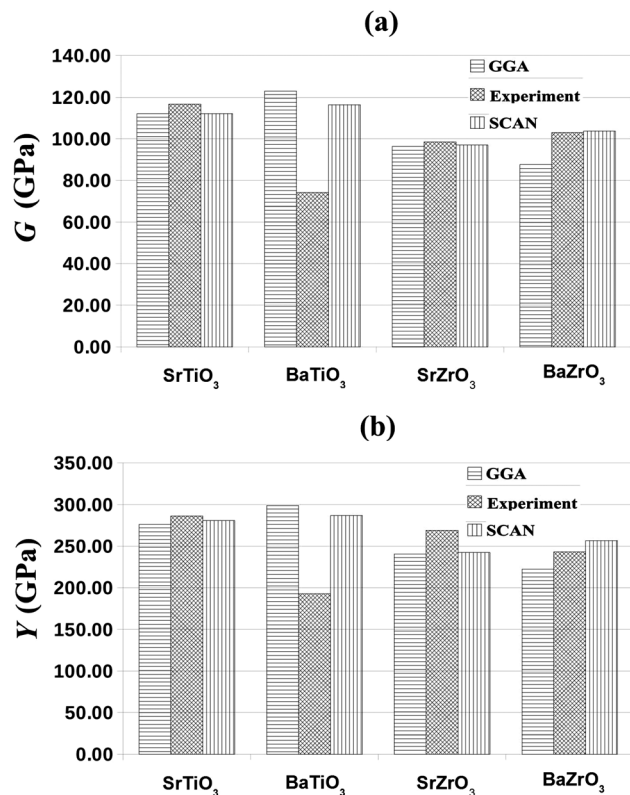 (a)
140.00
120.00
100.00
80.00
60.00
40.00
20.00
0.00
G (GPa)
GGA
Experiment
SCAN
SrTiO₃
BaTiO₃
SrZrO₃
BaZrO₃
(b)
350.00
300.00
250.00
200.00
150.00
100.00
50.00
0.00
Y (GPa)
GGA
Experiment
SCAN
SrTiO₃
BaTiO₃
SrZrO₃
BaZrO₃